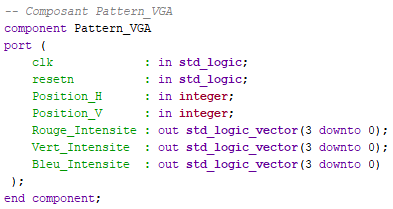 -- Composant Pattern_VGA
component Pattern_VGA
port (
    clk             : in std_logic;
    resetn          : in std_logic;
    Position_H      : in integer;
    Position_V      : in integer;
    Rouge_Intensite : out std_logic_vector(3 downto 0);
    Vert_Intensite  : out std_logic_vector(3 downto 0);
    Bleu_Intensite  : out std_logic_vector(3 downto 0)
 );
end component;